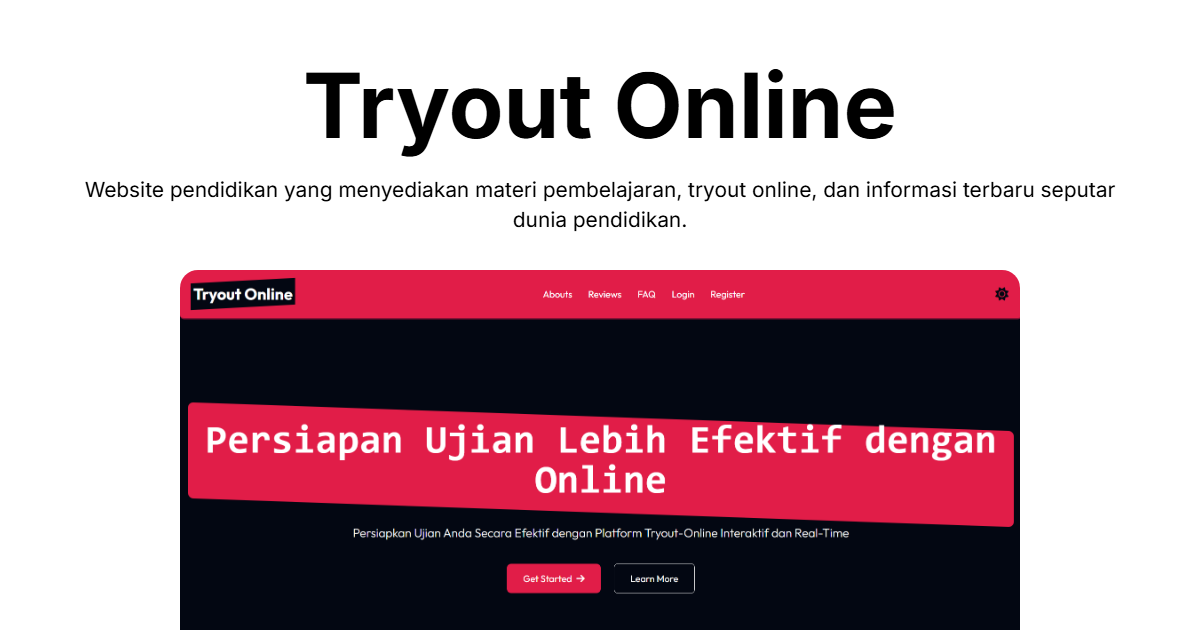 Tryout Online
Website pendidikan yang menyediakan materi pembelajaran, tryout online, dan informasi terbaru seputar
dunia pendidikan.
Tryout Online
Abouts Reviews FAQ Login Register
Persiapan Ujian Lebih Efektif dengan
Online
Persiapkan Ujian Anda Secara Efektif dengan Platform Tryout-Online Interaktif dan Real-Time
Get Started → Learn More